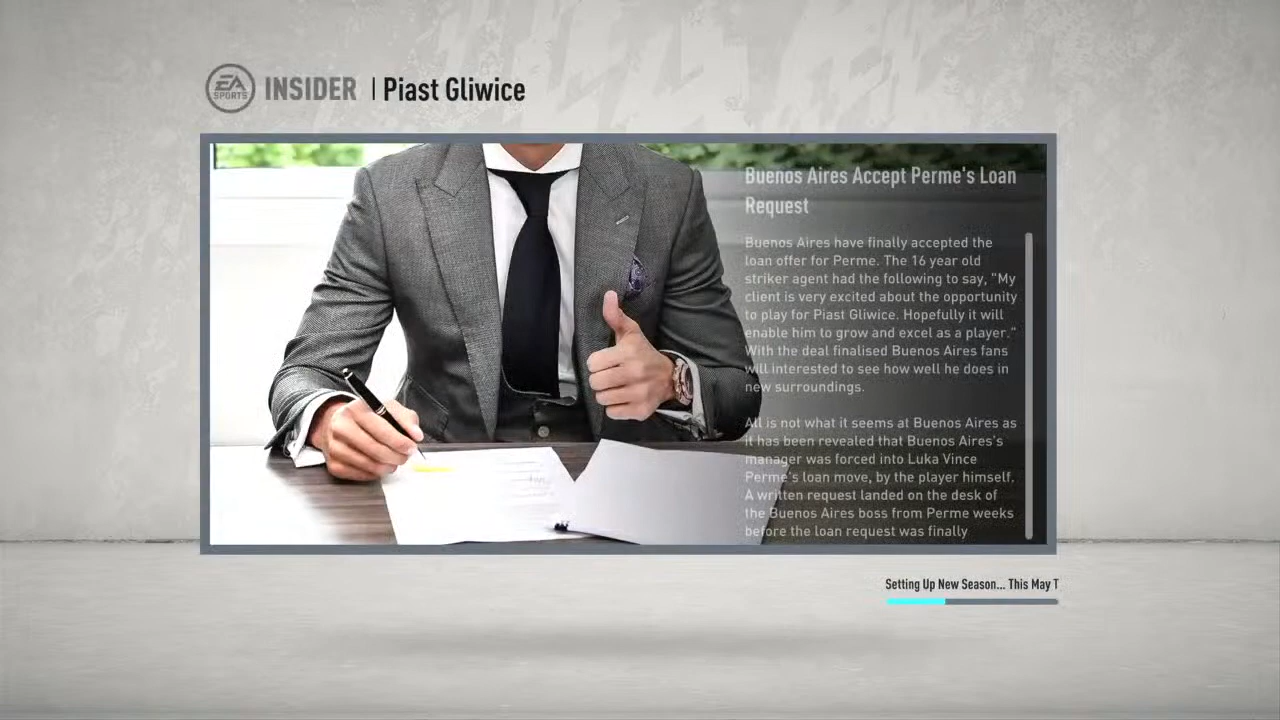 EA SPORTS INSIDER | Piast Gliwice
Buenos Aires Accept Perme's Loan
Request
Buenos Aires have finally accepted the
loan offer for Perme. The 16 year old
striker agent had the following to say, "My
client is very excited about the opportunity
to play for Piast Gliwice. Hopefully it will
enable him to grow and excel as a player."
With the deal finalised Buenos Aires fans
will interested to see how well he does in
new surroundings.
All is not what it seems at Buenos Aires as
it has been revealed that Buenos Aires's
manager was forced into Luka Vince
Perme's loan move, by the player himself.
A written request landed on the desk of
the Buenos Aires boss from Perme weeks
before the loan request was finally
Setting Up New Season... This May T